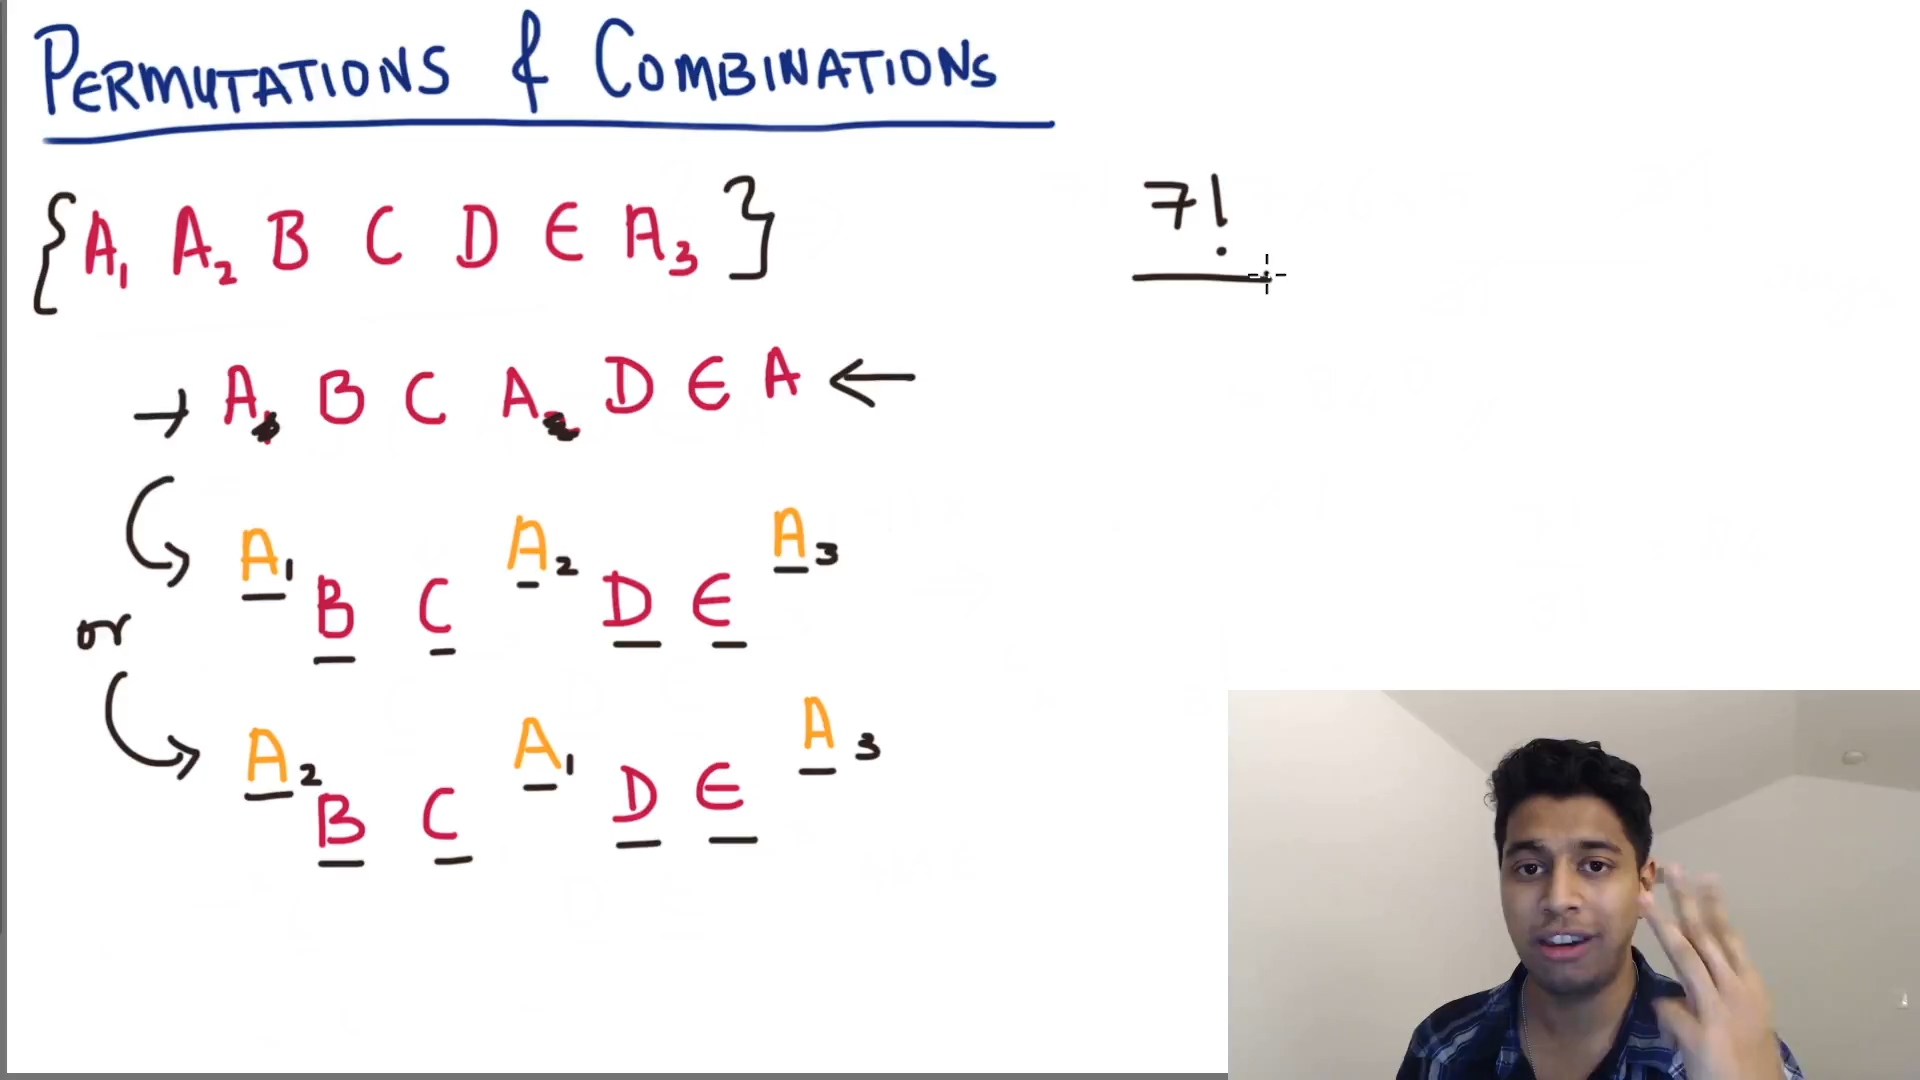 PERMUTATIONS & COMBINATIONS
{ A₁ A₂ B C D E A₃ }
7!
→ A B C A D E A ←
A₁ B C A₂ D E A₃
or
A₂ B C A₁ D E A₃